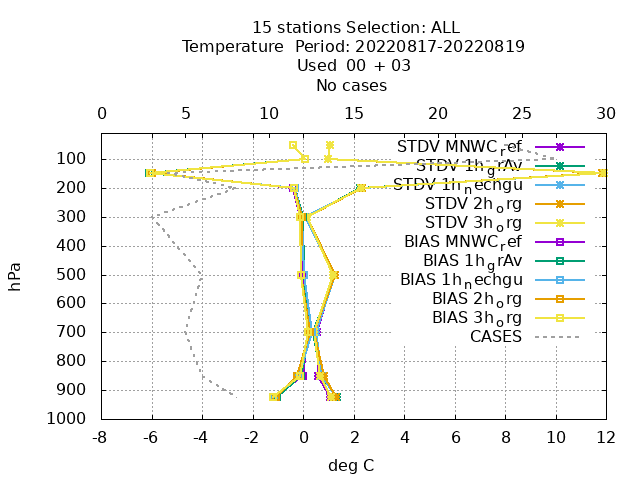 15 stations Selection: ALL
Temperature  Period: 20220817-20220819
Used  00 + 03
No cases
0 5 10 15 20 25 30
100
200
300
400
500
600
700
800
900
1000
hPa
STDV MNWC_ref
STDV 1h_grAv
STDV 1h_nechgu
STDV 2h_org
STDV 3h_org
BIAS MNWC_ref
BIAS 1h_grAv
BIAS 1h_nechgu
BIAS 2h_org
BIAS 3h_org
CASES
-8 -6 -4 -2 0 2 4 6 8 10 12
deg C